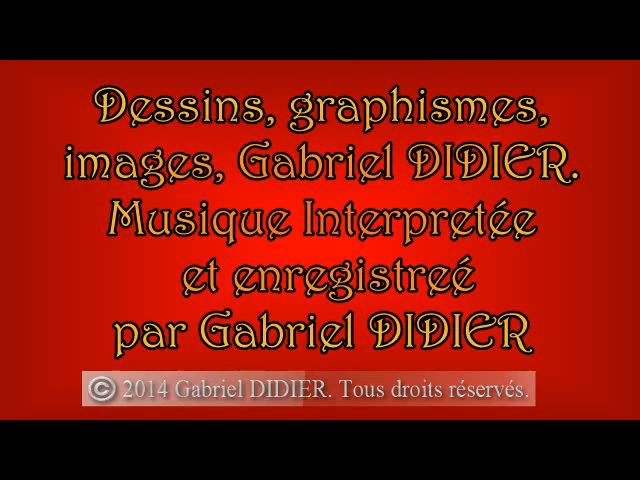 Dessins, graphismes,
images, Gabriel DIDIER.
Musique Interpretée
et enregistreé
par Gabriel DIDIER
© 2014 Gabriel DIDIER. Tous droits réservés.